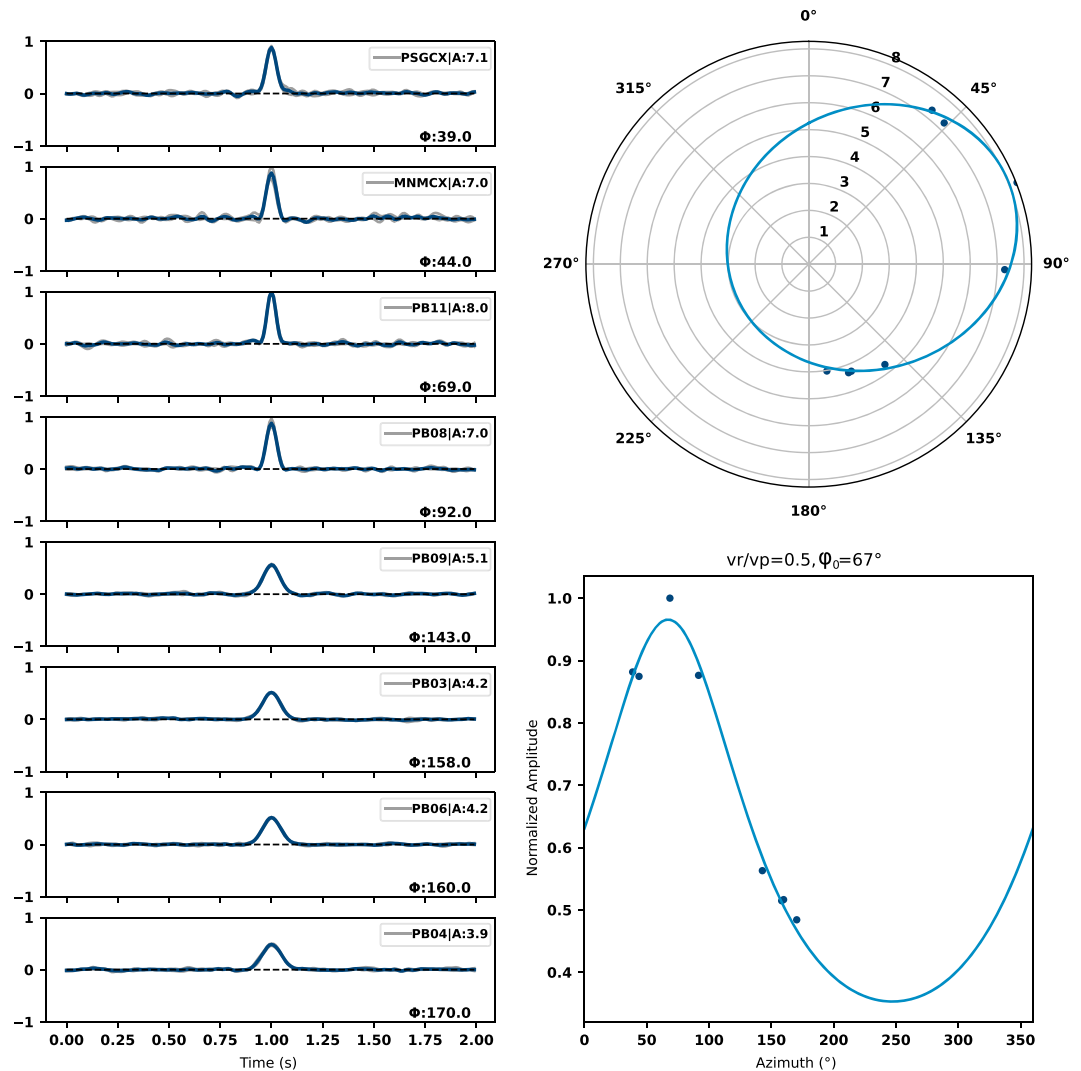 1
0
−1
PSGCX|A:7.1
Φ:39.0
1
0
−1
MNMCX|A:7.0
Φ:44.0
1
0
−1
PB11|A:8.0
Φ:69.0
1
0
−1
PB08|A:7.0
Φ:92.0
1
0
−1
PB09|A:5.1
Φ:143.0
1
0
−1
PB03|A:4.2
Φ:158.0
1
0
−1
PB06|A:4.2
Φ:160.0
1
0
−1
PB04|A:3.9
Φ:170.0
0.00 0.25 0.50 0.75 1.00 1.25 1.50 1.75 2.00
Time (s)
0°
45°
90°
135°
180°
225°
270°
315°
1
2
3
4
5
6
7
8
vr/vp=0.5,φ₀=67°
Normalized Amplitude
1.0
0.9
0.8
0.7
0.6
0.5
0.4
0 50 100 150 200 250 300 350
Azimuth (°)